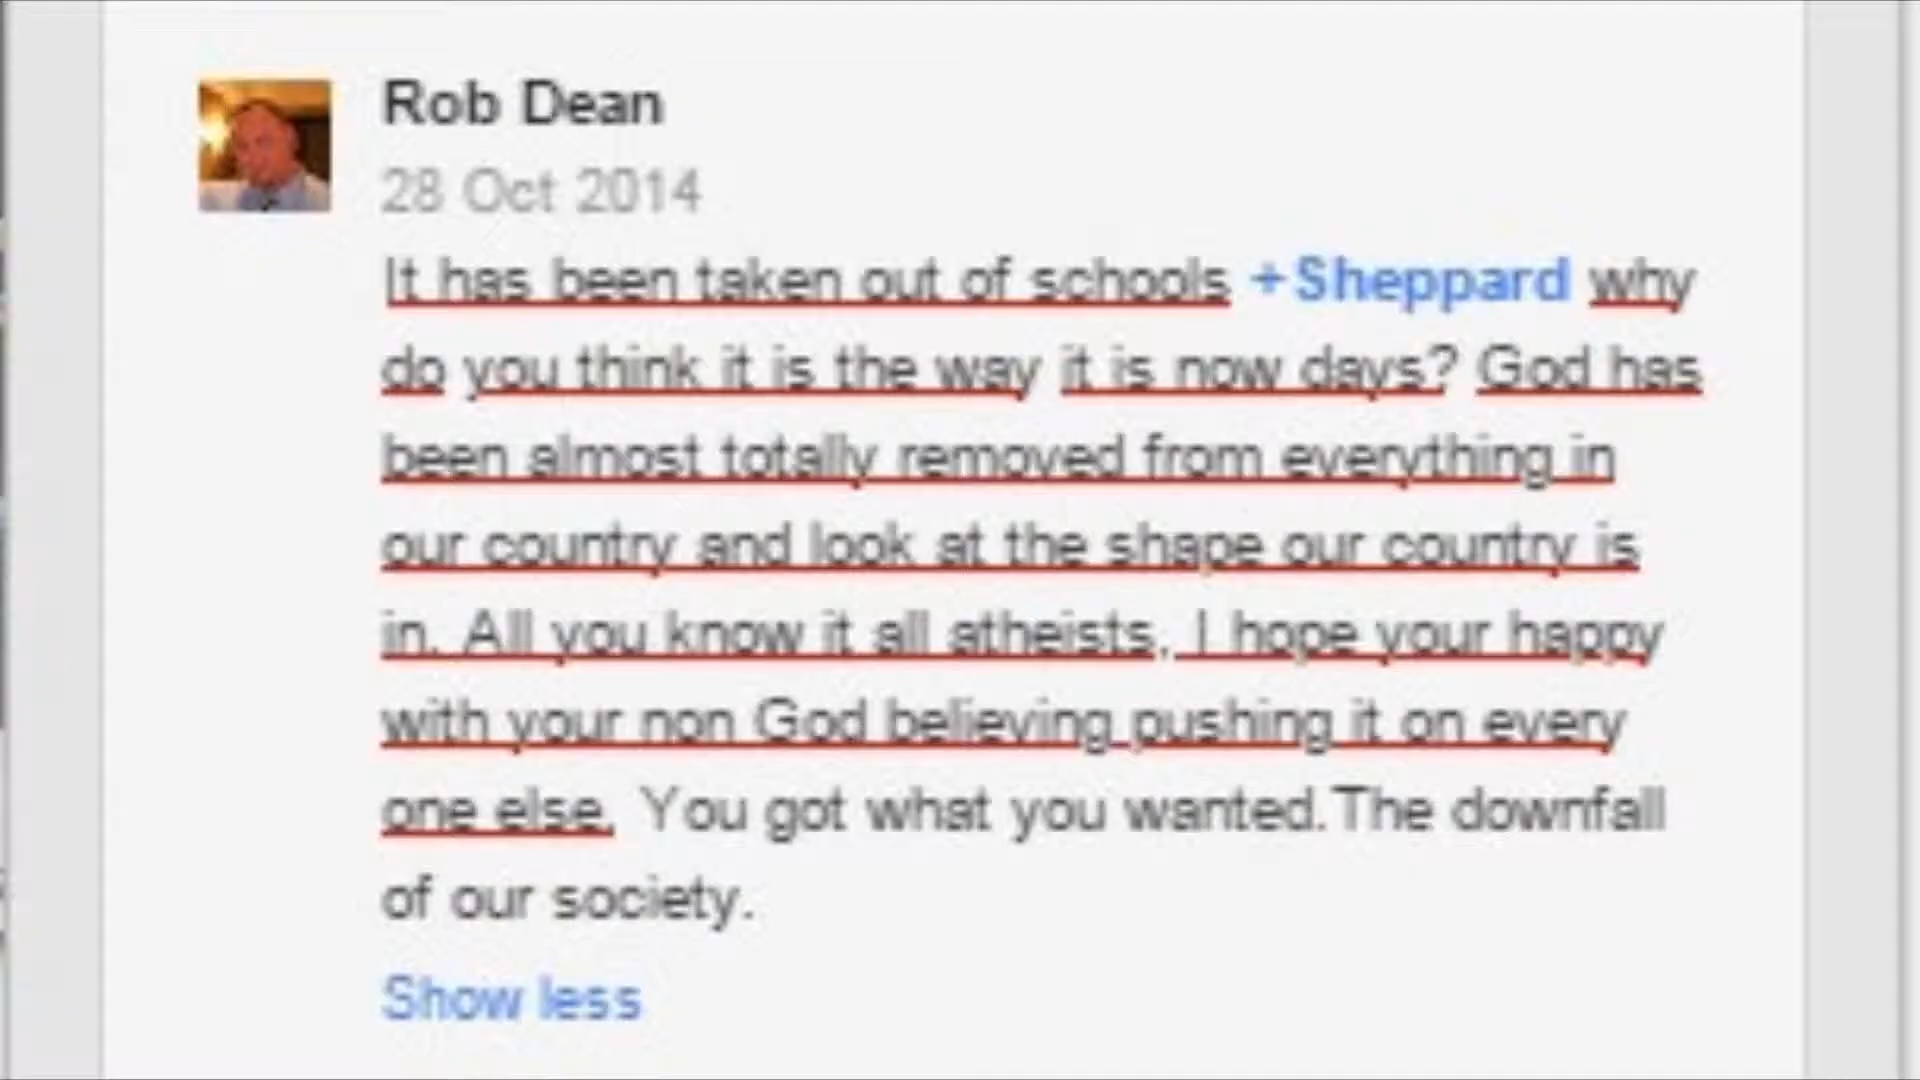 Rob Dean
28 Oct 2014
It has been taken out of schools +Sheppard why
do you think it is the way it is now days? God has
been almost totally removed from everything in
our country and look at the shape our country is
in. All you know it all atheists. I hope your happy
with your non God believing pushing it on every
one else. You got what you wanted.The downfall
of our society.
Show less